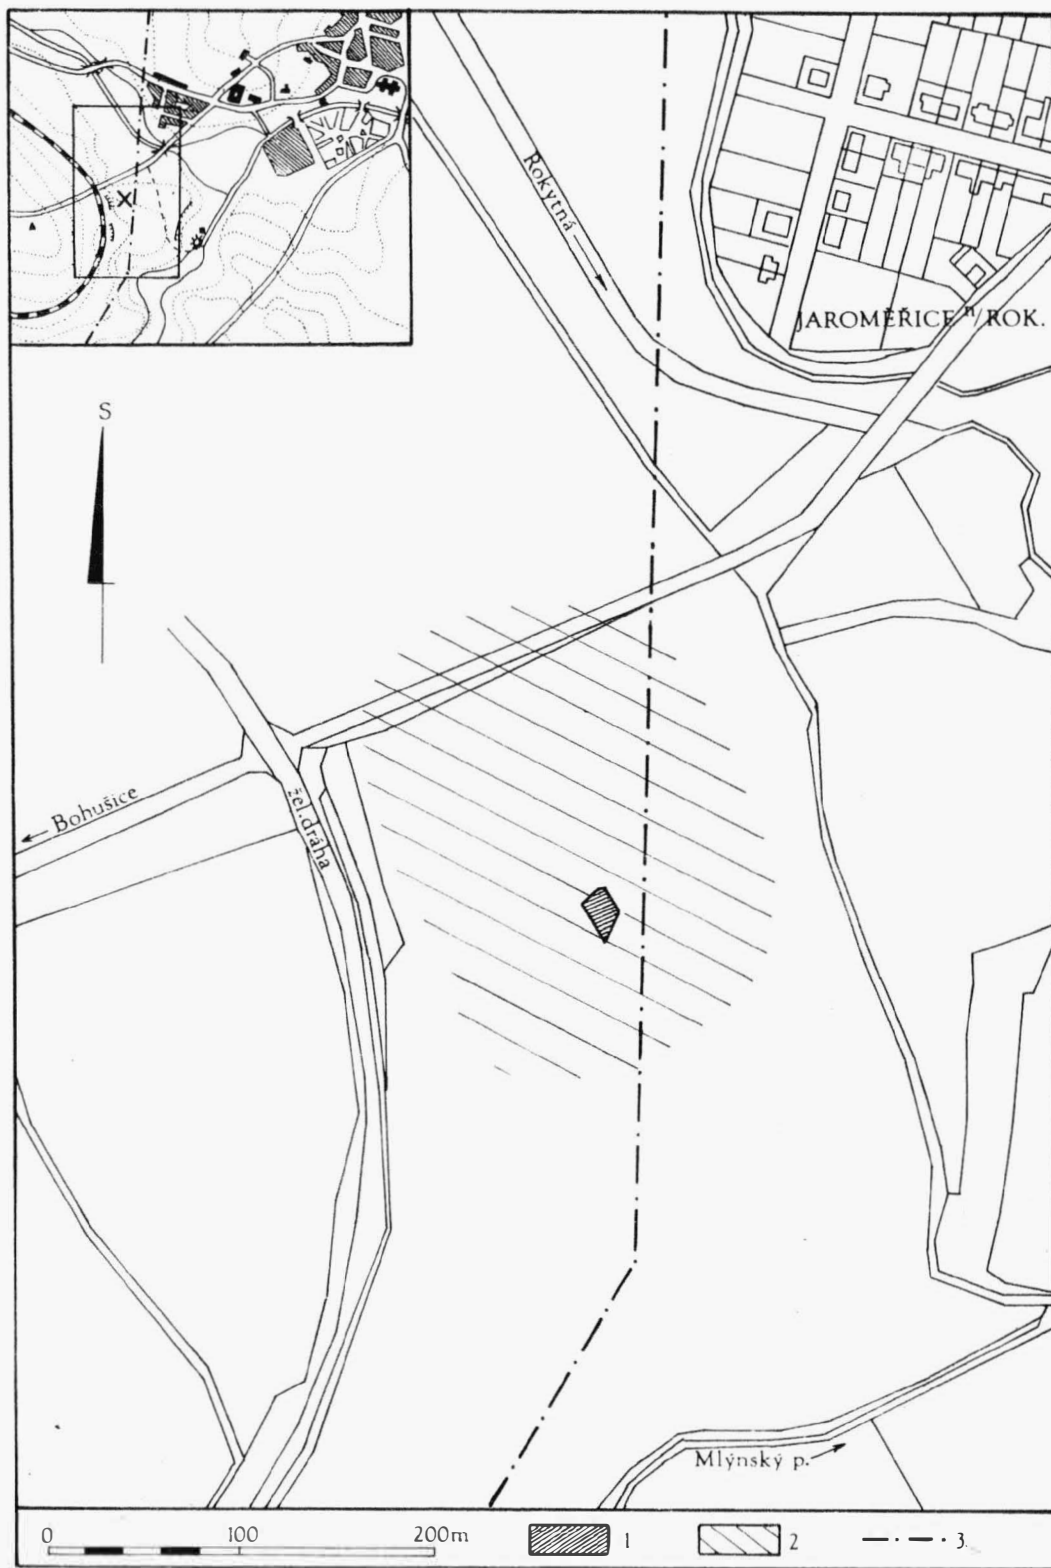 Rokytná
JAROMĚŘICE n/ROK.
S
Bohušice
žel. dráha
Mlýnský p.
0 100 200m 1 2 3